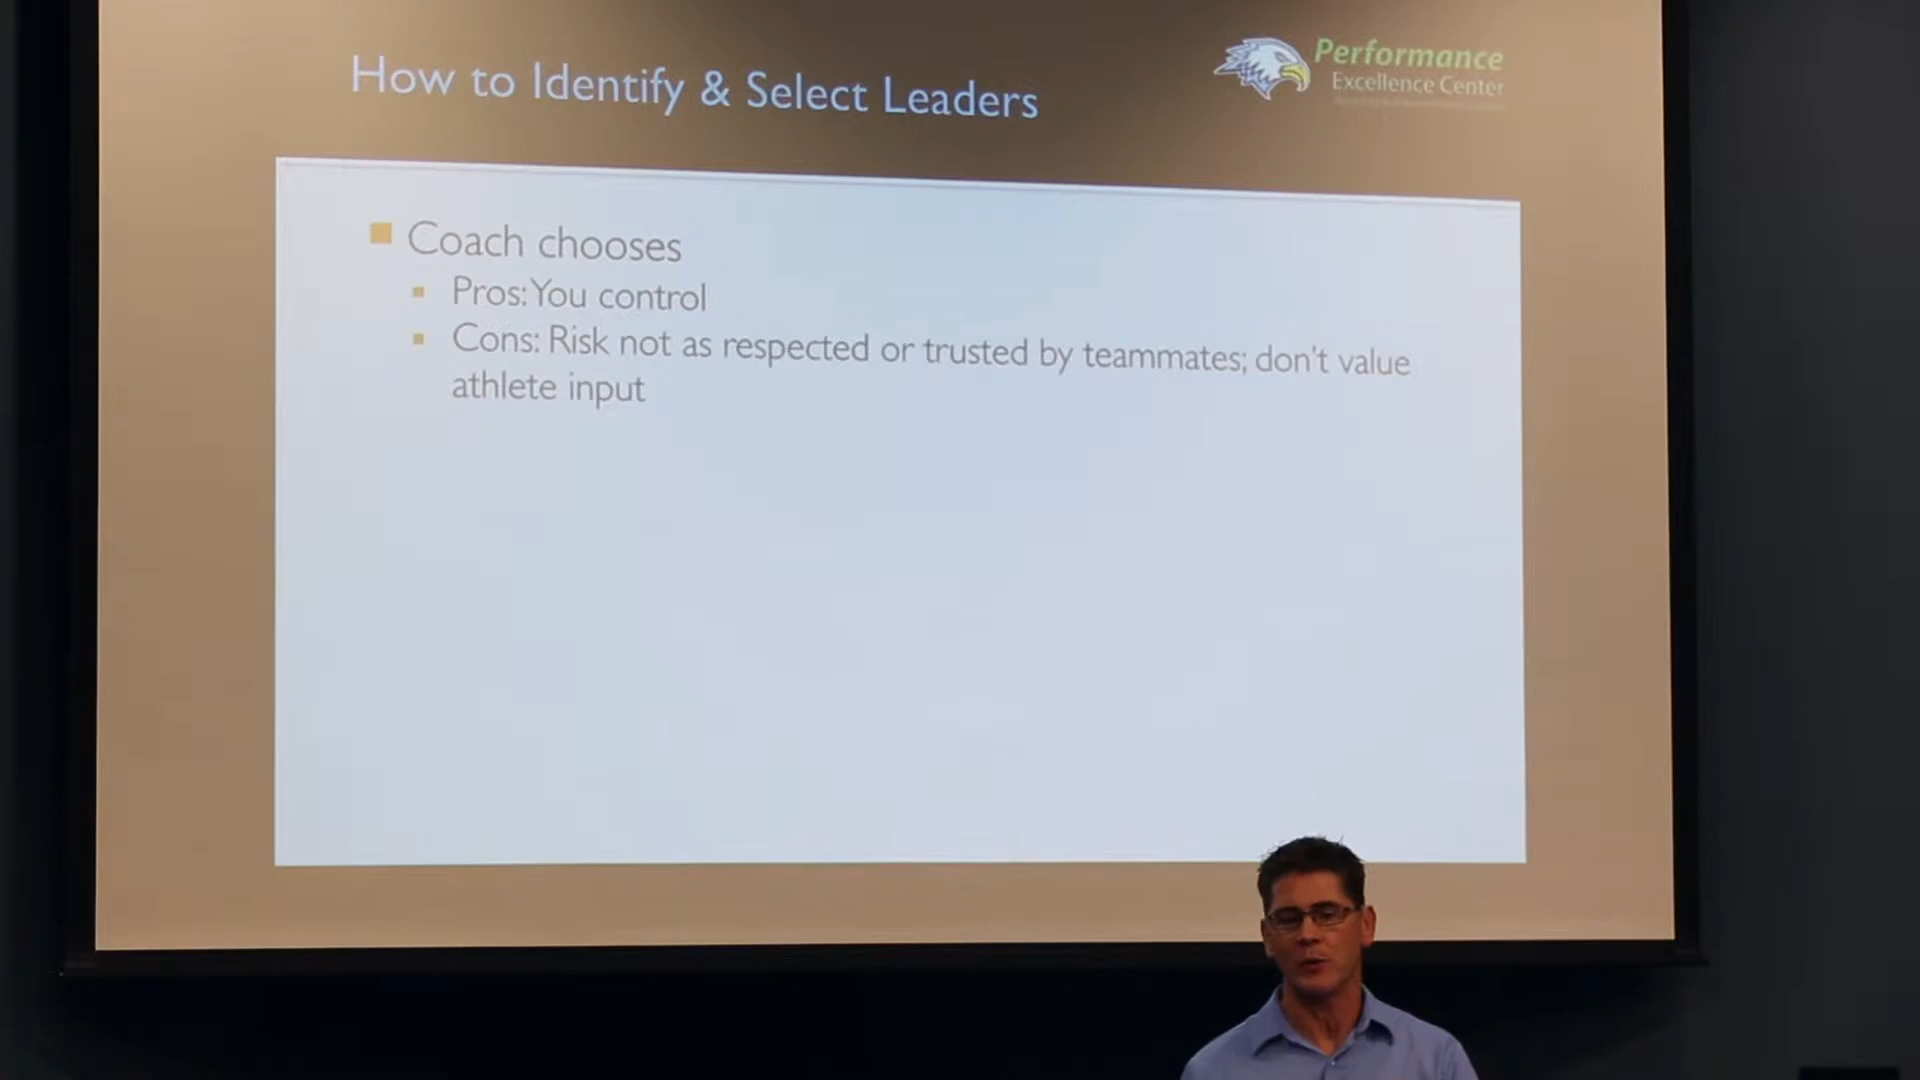 How to Identify & Select Leaders
Performance
Excellence Center
Coach chooses
Pros: You control
Cons: Risk not as respected or trusted by teammates; don't value
athlete input